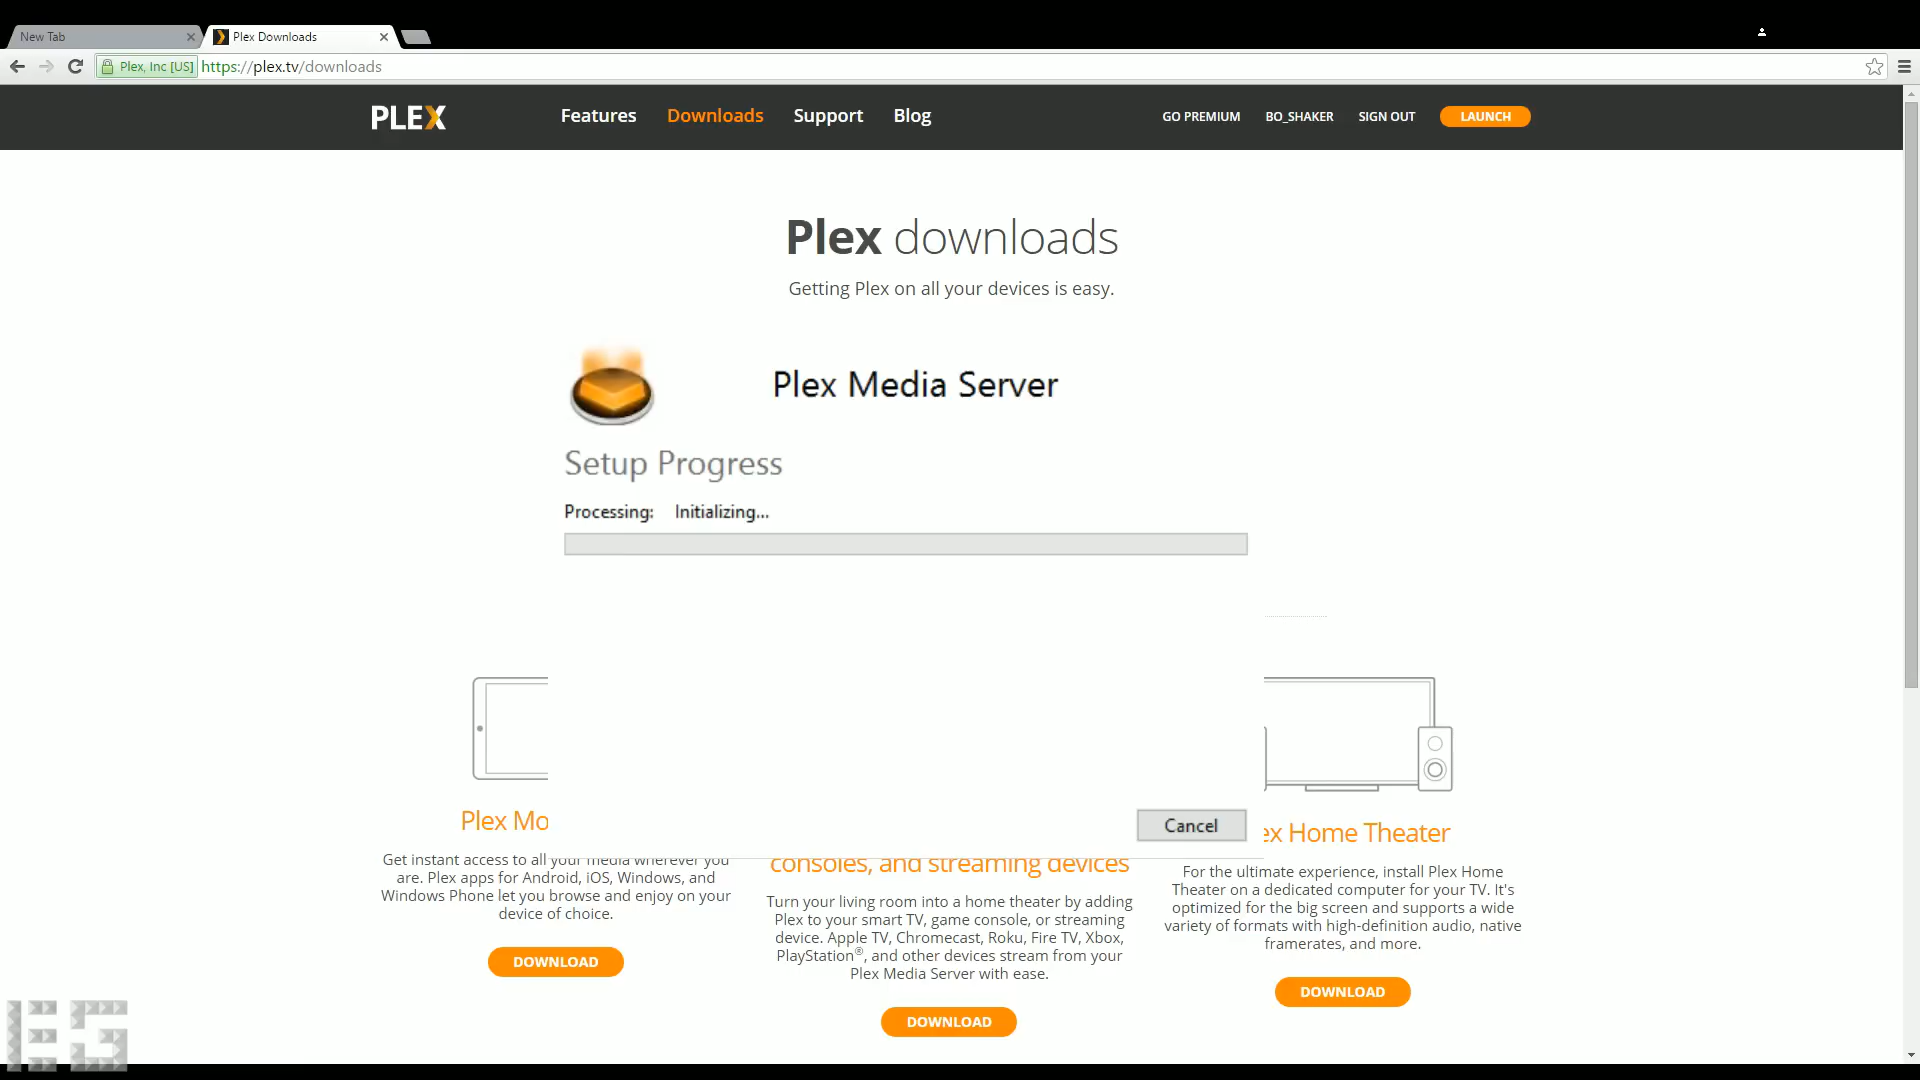 New Tab
Plex Downloads
Plex, Inc [US] https://plex.tv/downloads
PLEX
Features
Downloads
Support
Blog
GO PREMIUM
BO_SHAKER
SIGN OUT
LAUNCH
Plex downloads
Getting Plex on all your devices is easy.
Plex Media Server
Setup Progress
Processing: Initializing...
Cancel
Plex Mo
Get instant access to all your media wherever you
are. Plex apps for Android, iOS, Windows, and
Windows Phone let you browse and enjoy on your
device of choice.
DOWNLOAD
consoles, and streaming devices
Turn your living room into a home theater by adding
Plex to your smart TV, game console, or streaming
device. Apple TV, Chromecast, Roku, Fire TV, Xbox,
PlayStation®, and other devices stream from your
Plex Media Server with ease.
DOWNLOAD
ex Home Theater
For the ultimate experience, install Plex Home
Theater on a dedicated computer for your TV. It's
optimized for the big screen and supports a wide
variety of formats with high-definition audio, native
framerates, and more.
DOWNLOAD